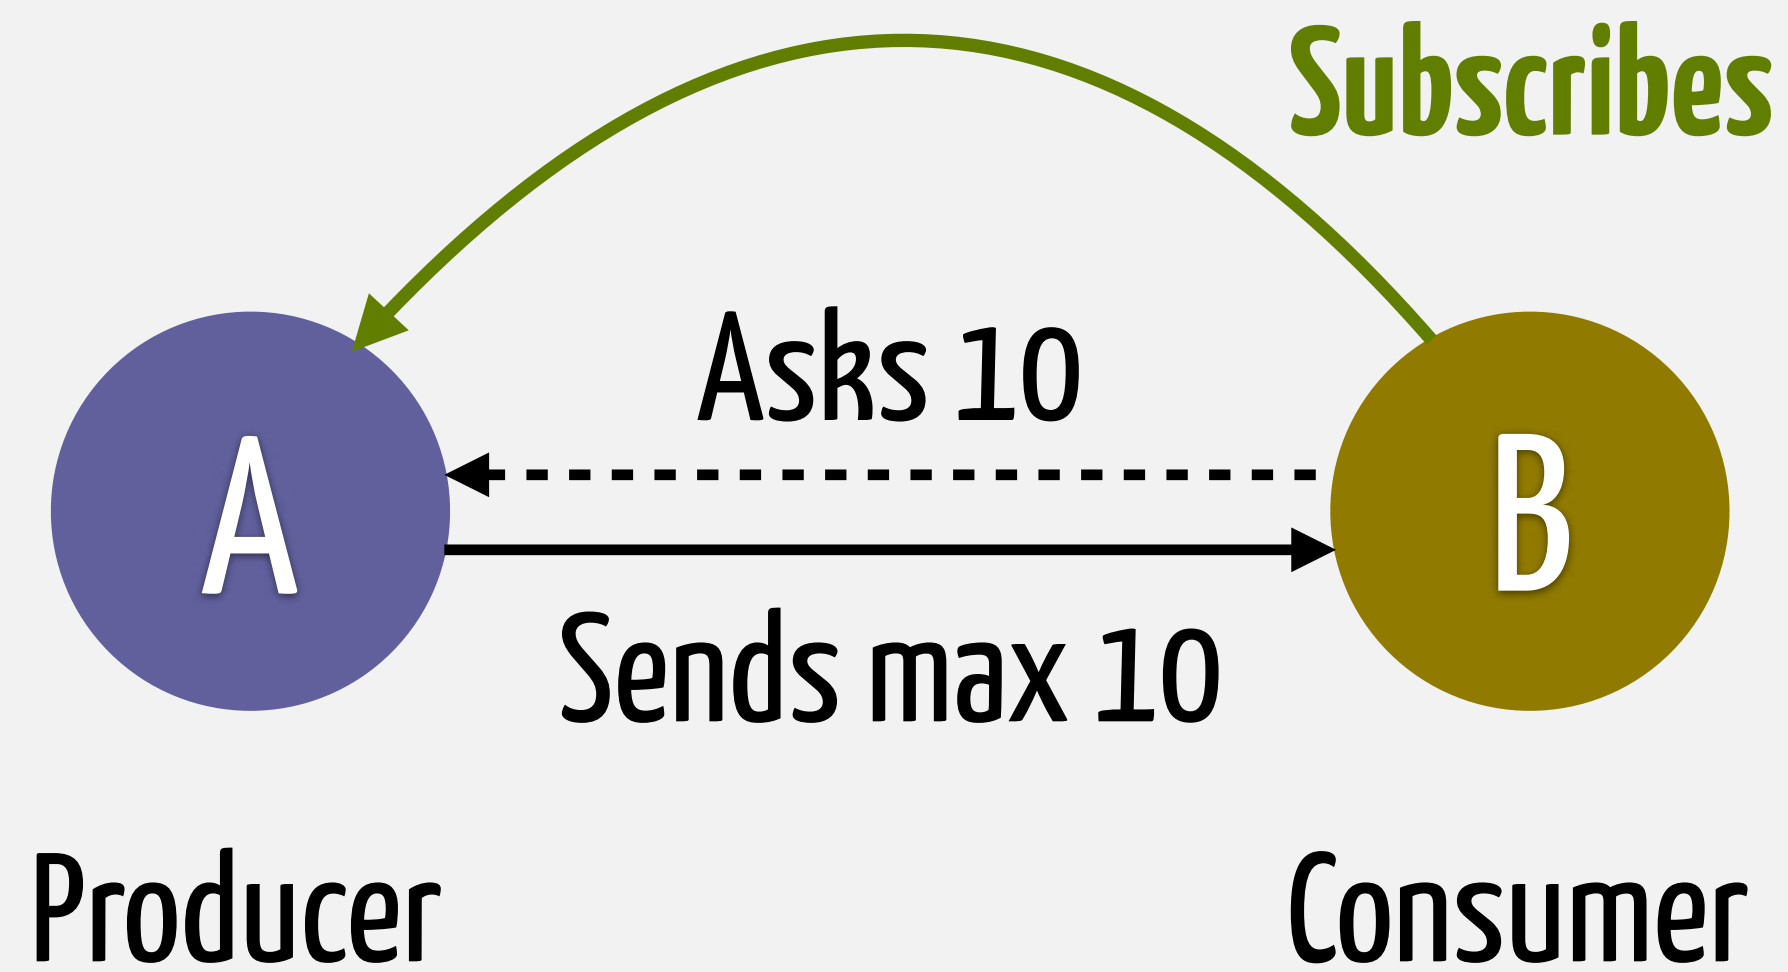 Subscribes
Asks 10
A
B
Sends max 10
Producer
Consumer